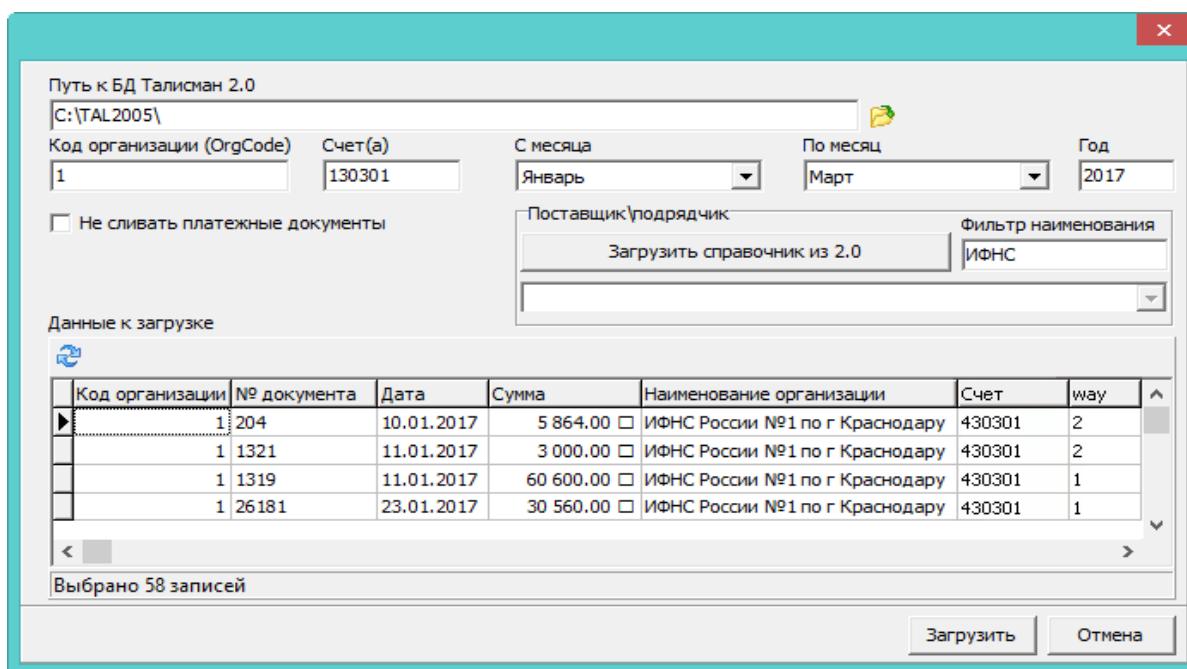 Путь к БД Талисман 2.0
C:\TAL2005\
Код организации (OrgCode) Счет(а) С месяца По месяц Год
1 130301 Январь Март 2017
Не сливать платежные документы
Поставщик\подрядчик
Фильтр наименования
Загрузить справочник из 2.0
ИФНС
Данные к загрузке
Код организации № документа Дата Сумма Наименование организации Счет way
1 204 10.01.2017 5 864.00 □ ИФНС России №1 по г Краснодару 430301 2
1 1321 11.01.2017 3 000.00 □ ИФНС России №1 по г Краснодару 430301 2
1 1319 11.01.2017 60 600.00 □ ИФНС России №1 по г Краснодару 430301 1
1 26181 23.01.2017 30 560.00 □ ИФНС России №1 по г Краснодару 430301 1
Выбрано 58 записей
Загрузить Отмена